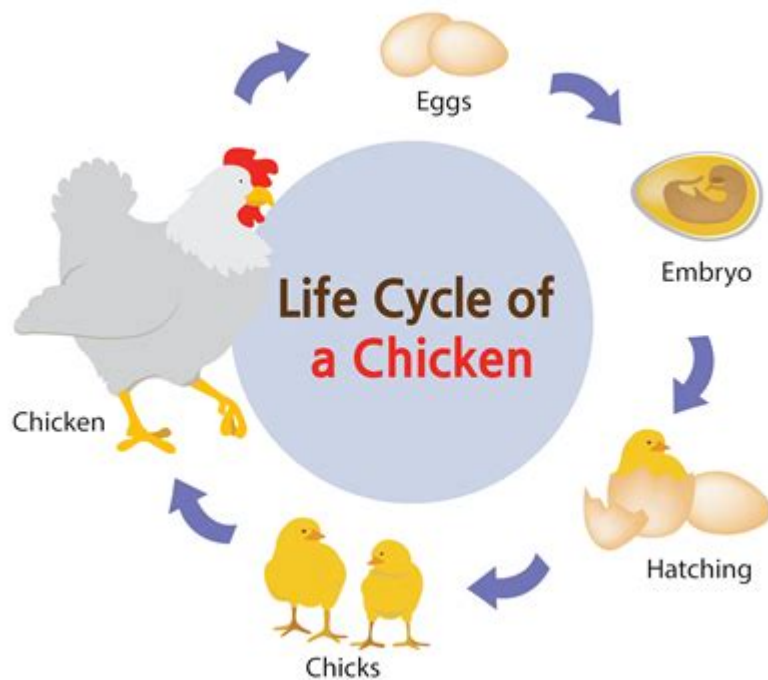 Life Cycle of
a Chicken
Eggs
Embryo
Hatching
Chicks
Chicken